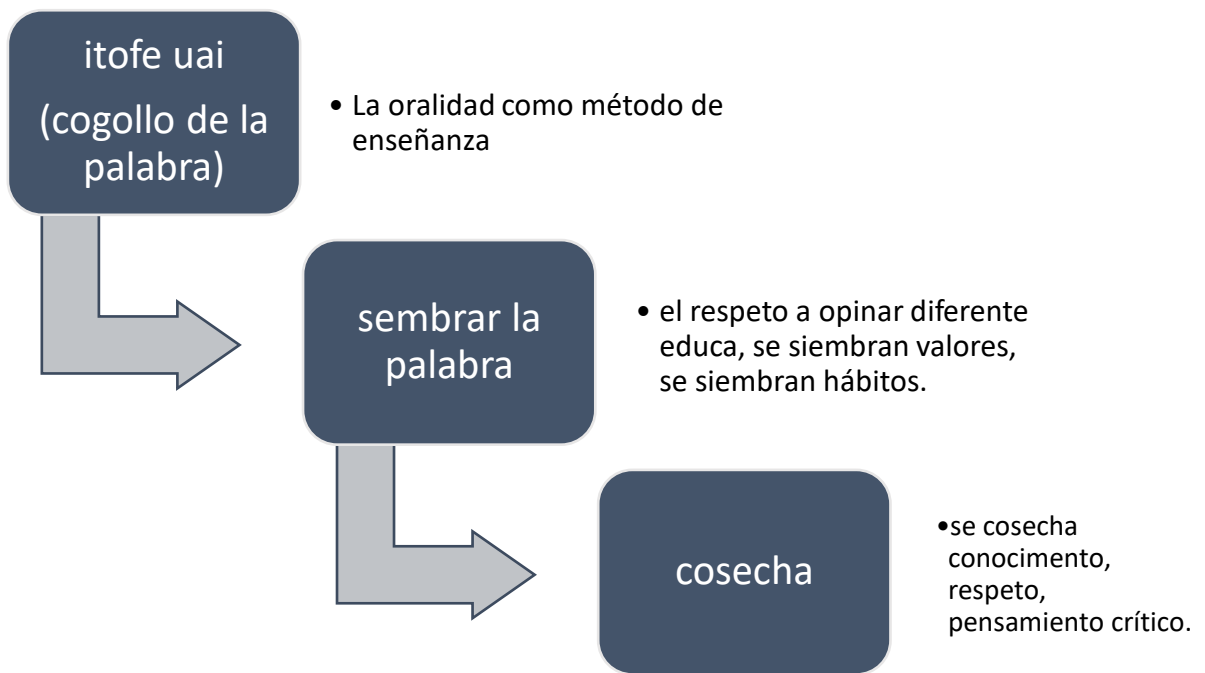 itofe uai
(cogollo de la
palabra)
• La oralidad como método de
enseñanza
sembrar la
palabra
• el respeto a opinar diferente
educa, se siembran valores,
se siembran hábitos.
cosecha
•se cosecha
conocimento,
respeto,
pensamiento crítico.